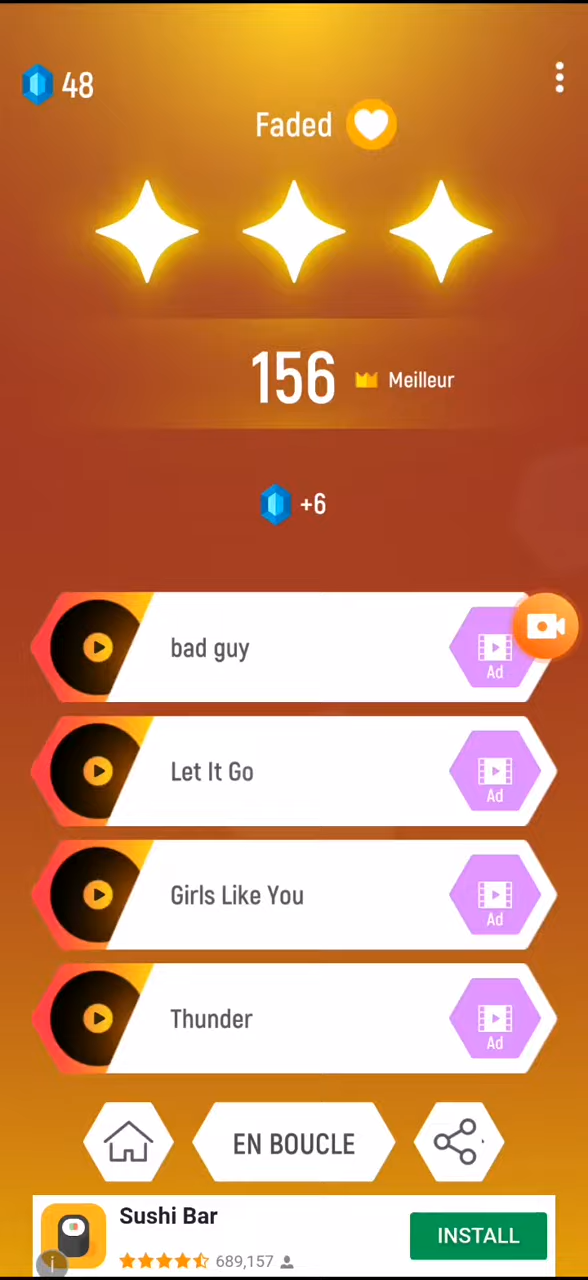 48
Faded
156 Meilleur
+6
bad guy
Ad
Let It Go
Ad
Girls Like You
Ad
Thunder
Ad
EN BOUCLE
Sushi Bar
INSTALL
689,157